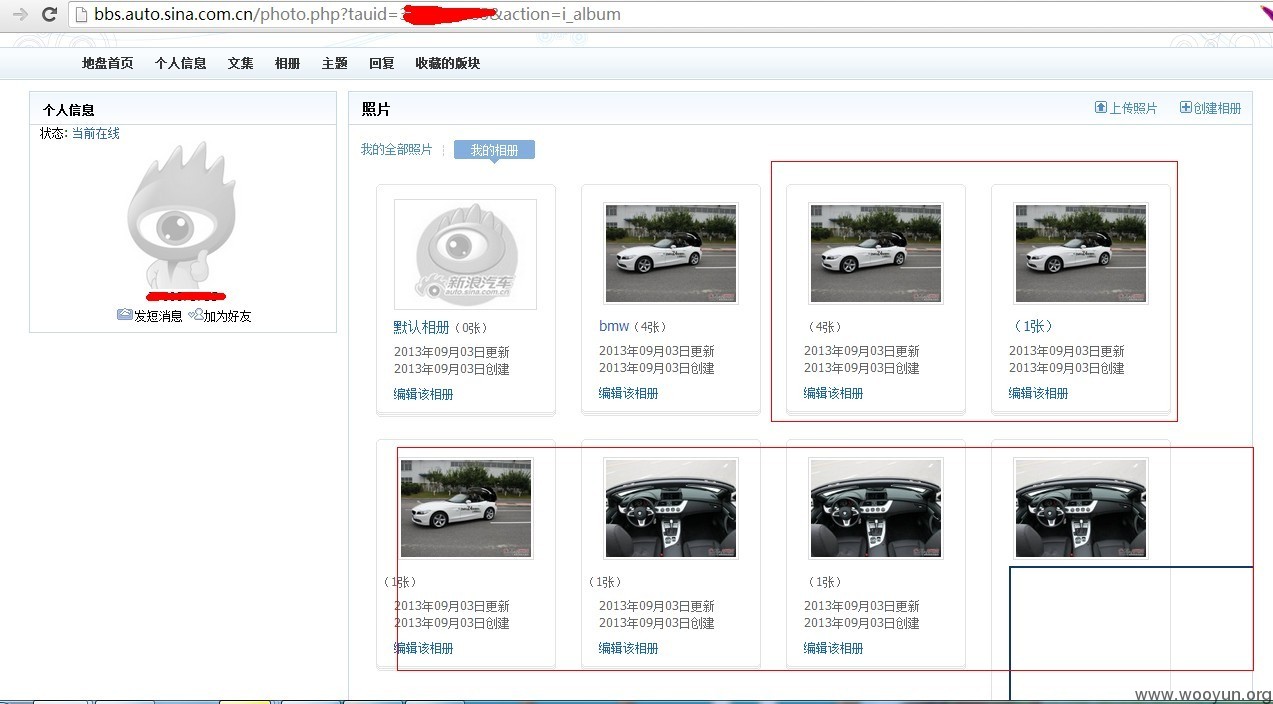 bbs.auto.sina.com.cn/photo.php?tauid= &action=i_album
地盘首页 个人信息 文集 相册 主题 回复 收藏的版块
个人信息
状态: 当前在线
发短消息 加为好友
照片
上传照片 创建相册
我的全部照片 我的相册
新浪汽车
auto.sina.com.cn
默认相册（0张） bmw（4张） （4张） （1张）
2013年09月03日更新 2013年09月03日更新 2013年09月03日更新 2013年09月03日更新
2013年09月03日创建 2013年09月03日创建 2013年09月03日创建 2013年09月03日创建
编辑该相册 编辑该相册 编辑该相册 编辑该相册
（1张） （1张） （1张）
2013年09月03日更新 2013年09月03日更新 2013年09月03日更新
2013年09月03日创建 2013年09月03日创建 2013年09月03日创建
编辑该相册 编辑该相册 编辑该相册
www.wooyun.org